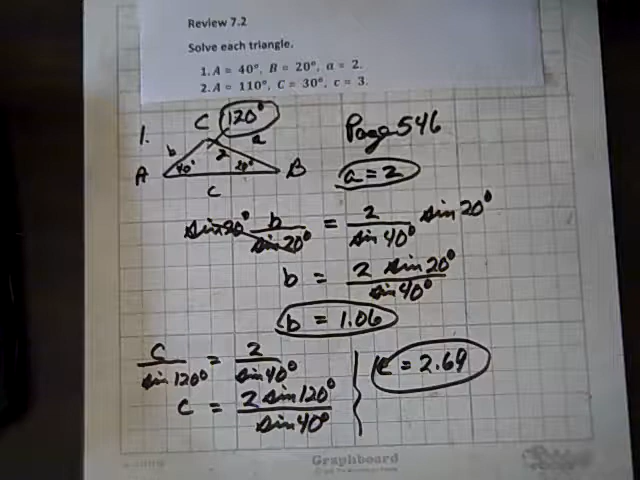 Review 7.2
Solve each triangle.
1. A = 40°, B = 20°, a = 2.
2. A = 110°, C = 30°, c = 3.
1. C 120° Page 546
b a
2
A 40° 20° B a = 2
c
sin20° b/sin 20° = 2/sin 40° sin 20°
b = 2 sin 20°/sin 40°
b = 1.06
c/sin 120° = 2/sin 40° c = 2.69
c = 2 sin 120°/sin 40°
Graphboard